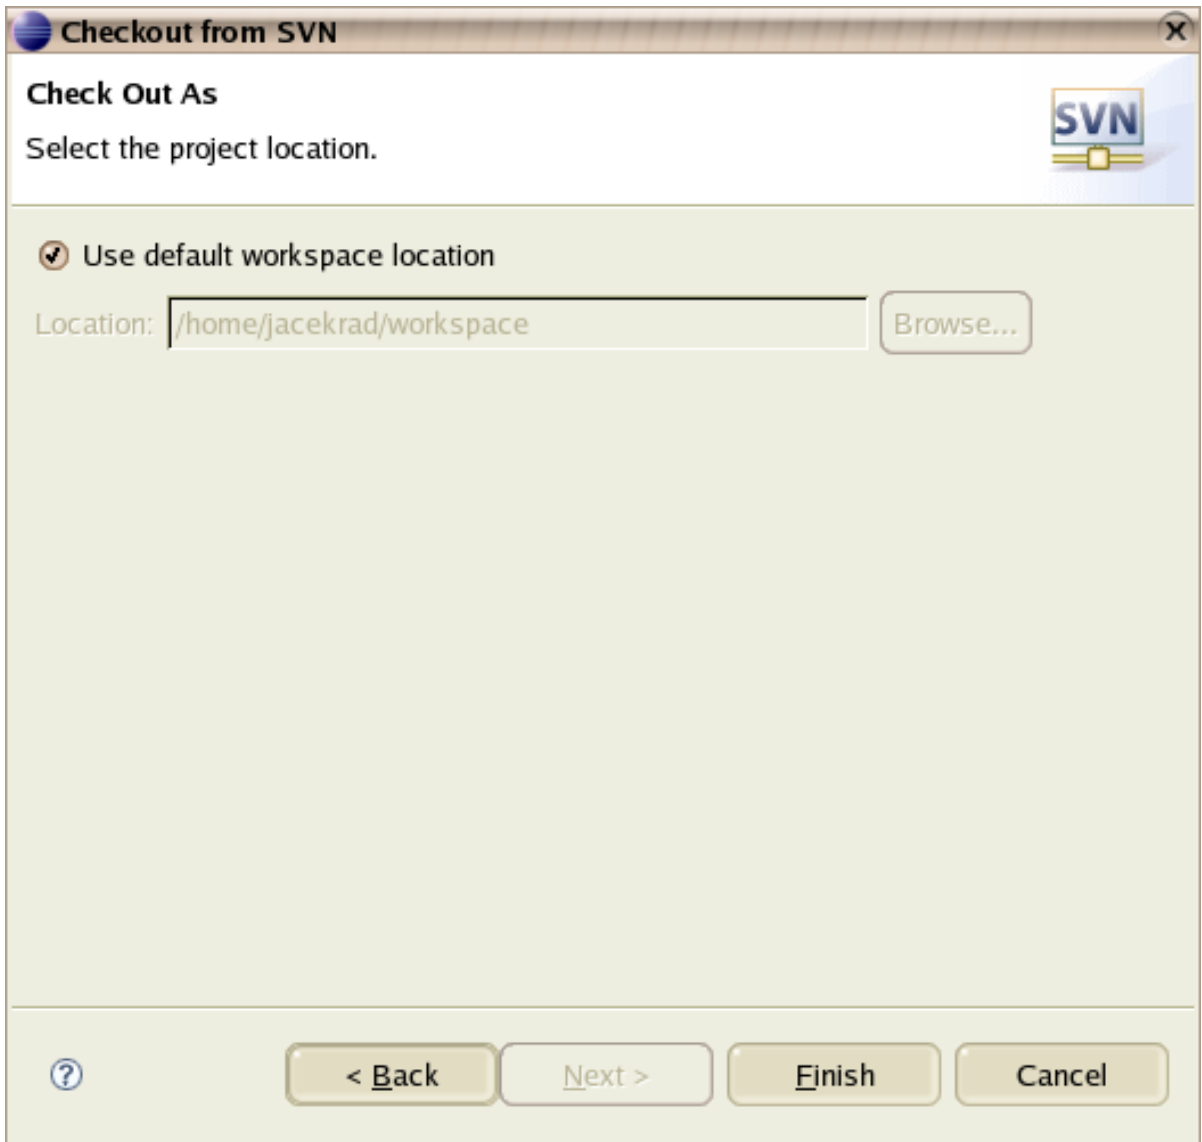 Checkout from SVN
Check Out As
Select the project location.
SVN
Use default workspace location
Location: /home/jacekrad/workspace Browse...
? < Back Next > Finish Cancel